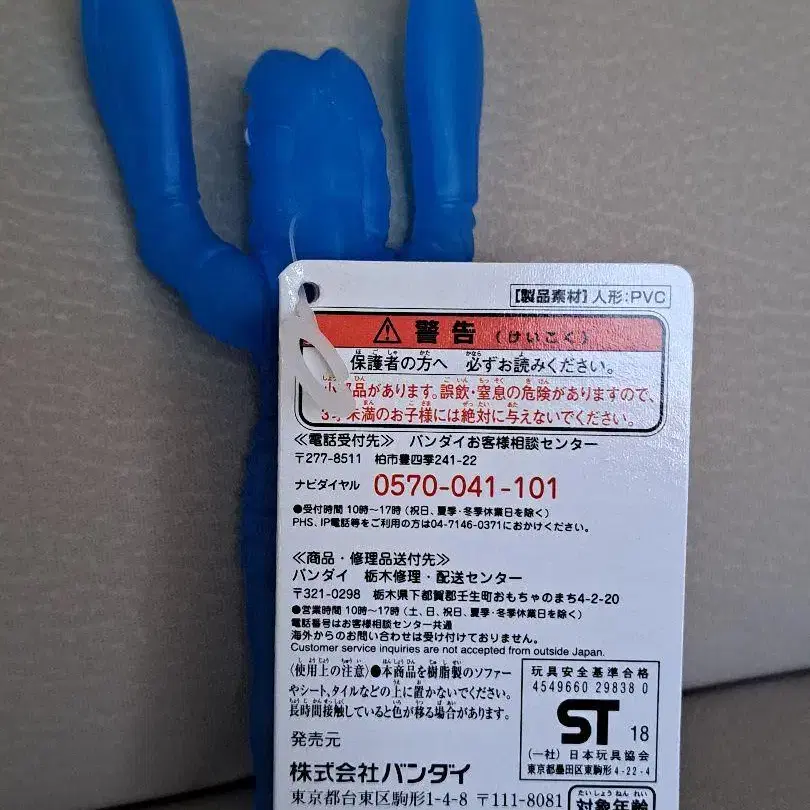 [製品素材]人形:PVC
警告(けいこく)
保護者の方へ 必ずお読みください。
小部品があります。誤飲・窒息の危険がありますので、
3才未満のお子様には絶対に与えないでください。
≪電話受付先≫ バンダイお客様相談センター
〒277-8511 柏市豊四季241-22
ナビダイヤル 0570-041-101
●受付時間 10時~17時(祝日、夏季・冬季休業日を除く)
PHS、IP電話等をご利用の方は04-7146-0371におかけください。
≪商品・修理品送付先≫
バンダイ 栃木修理・配送センター
〒321-0298 栃木県下都賀郡壬生町おもちゃのまち4-2-20
●営業時間 10時~17時(土、日、祝日、夏季・冬季休業日を除く)
電話番号はお客様相談センター共通
海外からのお問い合わせは受け付けておりません。
Customer service inquiries are not accepted from outside Japan.
〈使用上の注意〉●本商品を樹脂製のソファー
やシート、タイルなどの上に置かないでください。
長時間接触していると色が移る場合があります。
発売元
株式会社バンダイ
東京都台東区駒形1-4-8 〒111-8081
玩具安全基準合格
4549660 29838 0
ST 18
(一社)日本玩具協会
東京都墨田区東駒形4-22-4
たいしょうねんれい
対象年齢